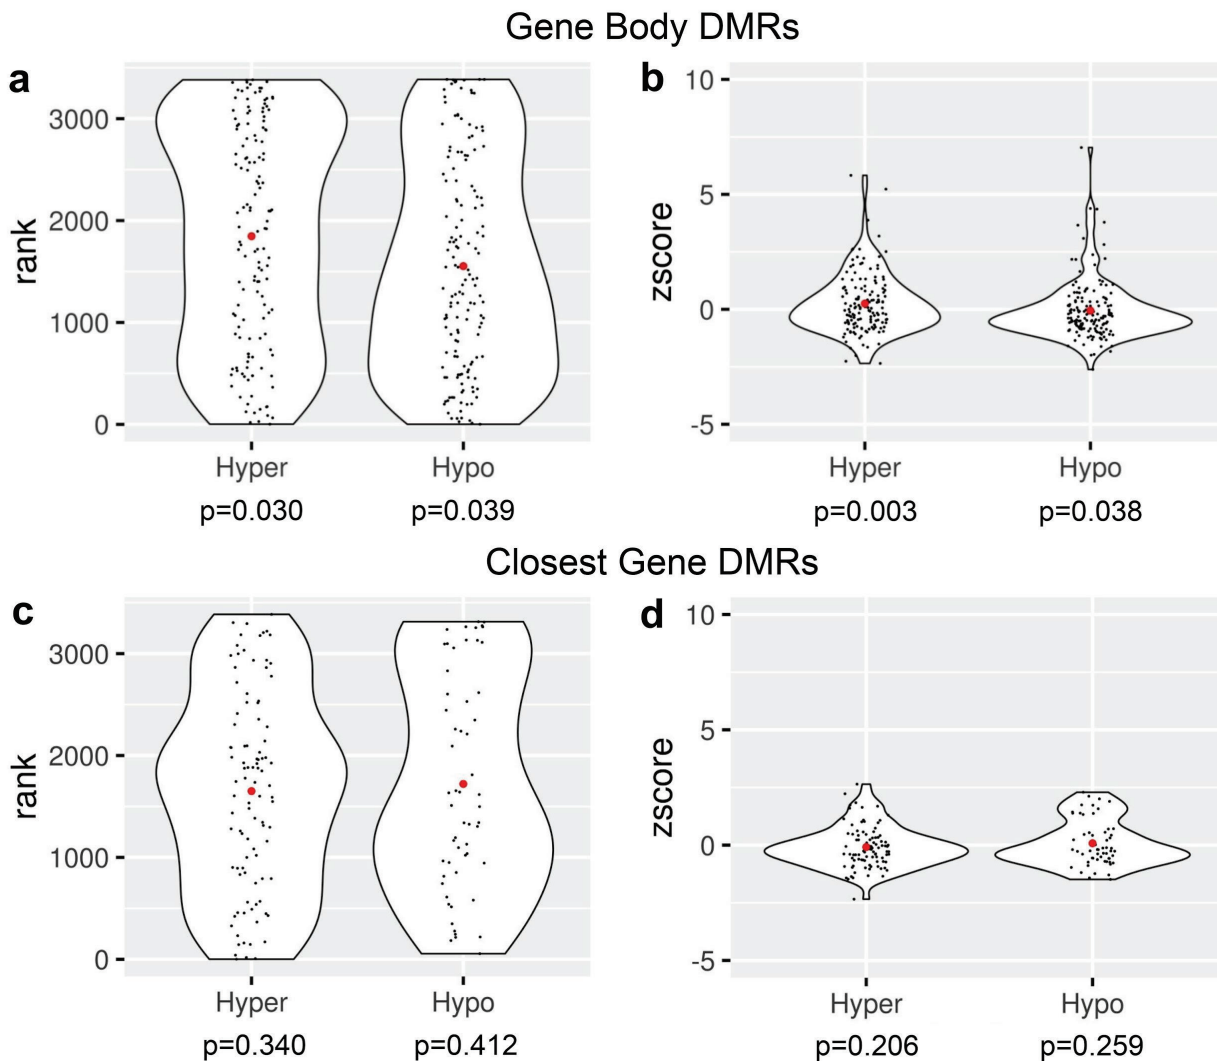 Gene Body DMRs
a
b
rank
3000
2000
1000
0
Hyper
Hypo
p=0.030
p=0.039
zscore
10
5
0
-5
Hyper
Hypo
p=0.003
p=0.038
Closest Gene DMRs
c
d
rank
3000
2000
1000
0
Hyper
Hypo
p=0.340
p=0.412
zscore
10
5
0
-5
Hyper
Hypo
p=0.206
p=0.259